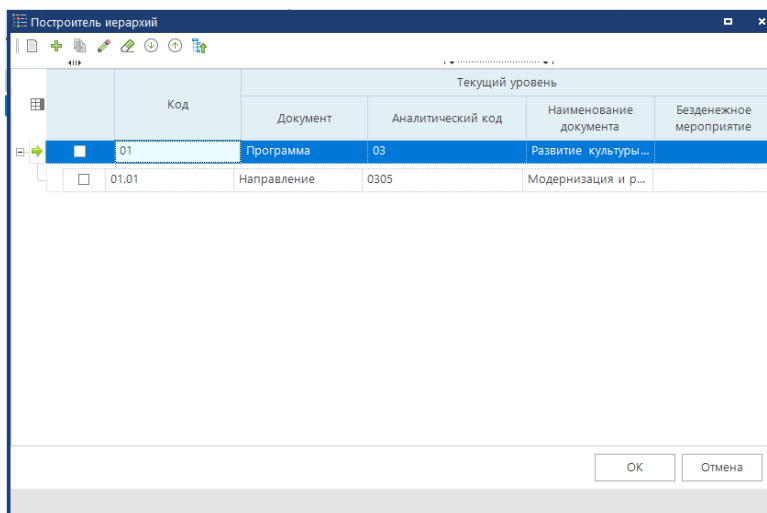 Построитель иерархий
Текущий уровень
Код
Документ
Аналитический код
Наименование
документа
Безденежное
мероприятие
01 Программа 03 Развитие культуры...
01.01 Направление 0305 Модернизация и р...
OK Отмена